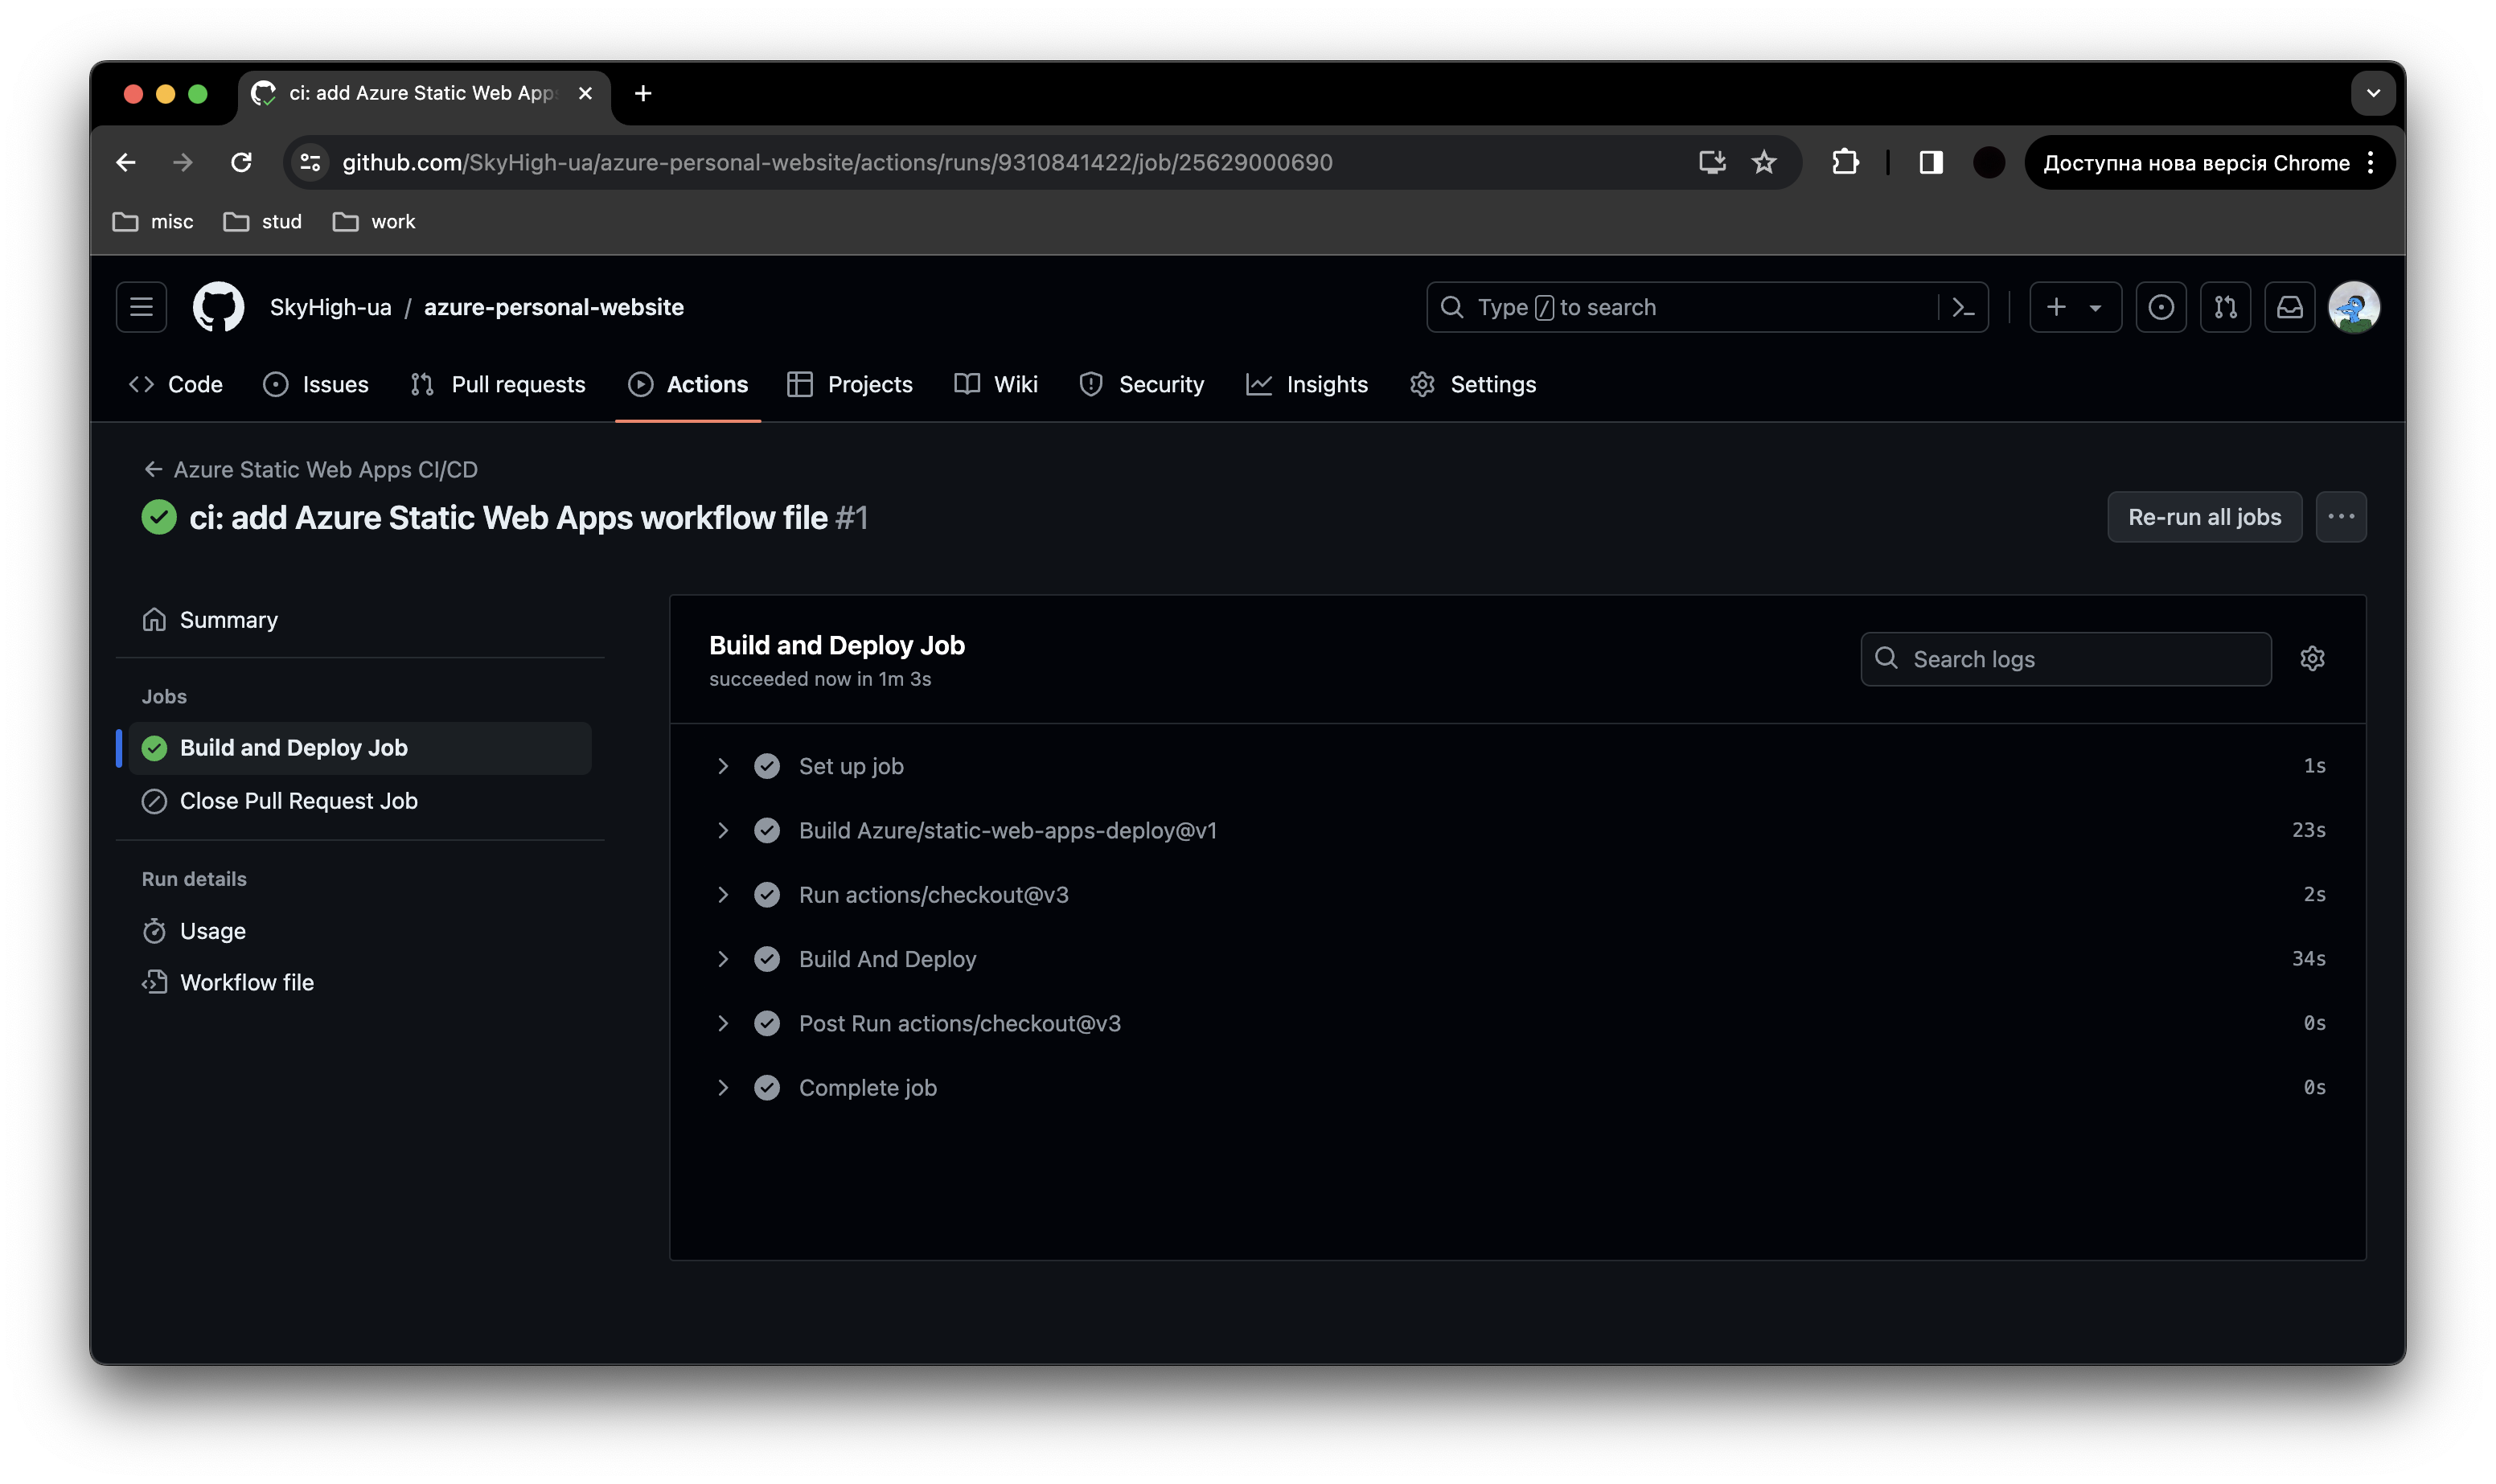 ci: add Azure Static Web App
github.com/SkyHigh-ua/azure-personal-website/actions/runs/9310841422/job/25629000690
Доступна нова версія Chrome
misc stud work
SkyHigh-ua / azure-personal-website
Type / to search
Code Issues Pull requests Actions Projects Wiki Security Insights Settings
Azure Static Web Apps CI/CD
ci: add Azure Static Web Apps workflow file #1
Re-run all jobs
Summary
Jobs
Build and Deploy Job
Close Pull Request Job
Run details
Usage
Workflow file
Build and Deploy Job
succeeded now in 1m 3s
Search logs
Set up job 1s
Build Azure/static-web-apps-deploy@v1 23s
Run actions/checkout@v3 2s
Build And Deploy 34s
Post Run actions/checkout@v3 0s
Complete job 0s